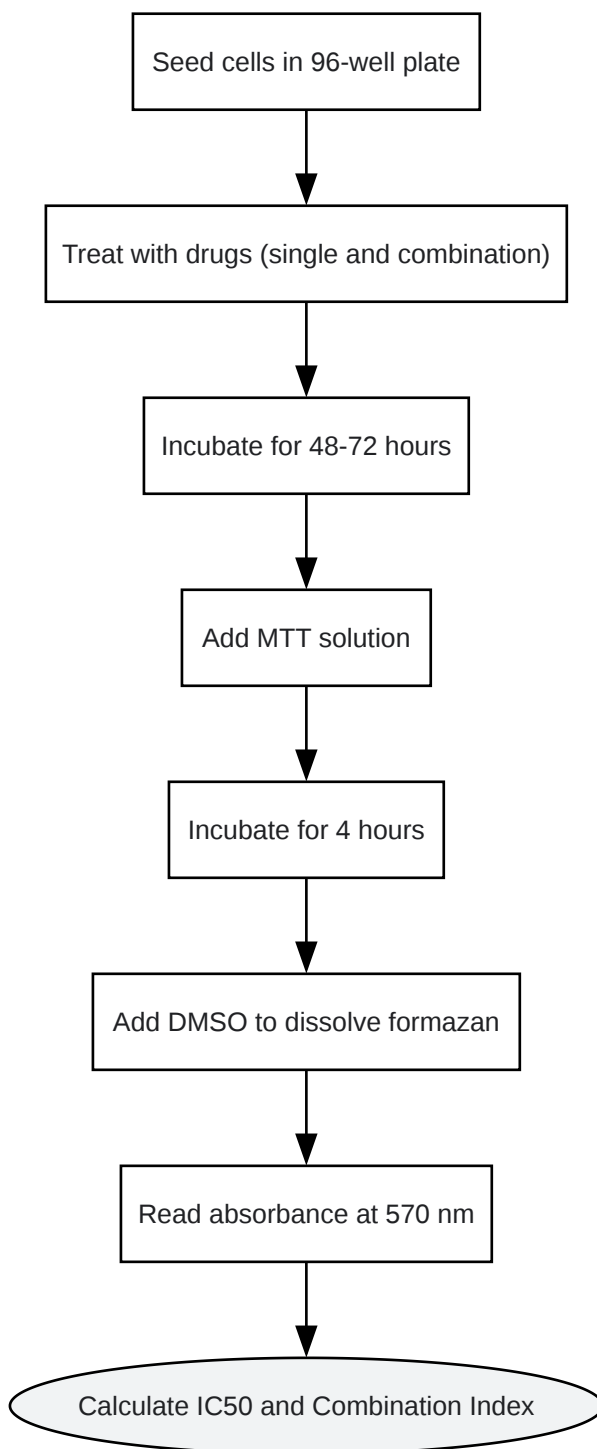 Seed cells in 96-well plate
Treat with drugs (single and combination)
Incubate for 48-72 hours
Add MTT solution
Incubate for 4 hours
Add DMSO to dissolve formazan
Read absorbance at 570 nm
Calculate IC50 and Combination Index